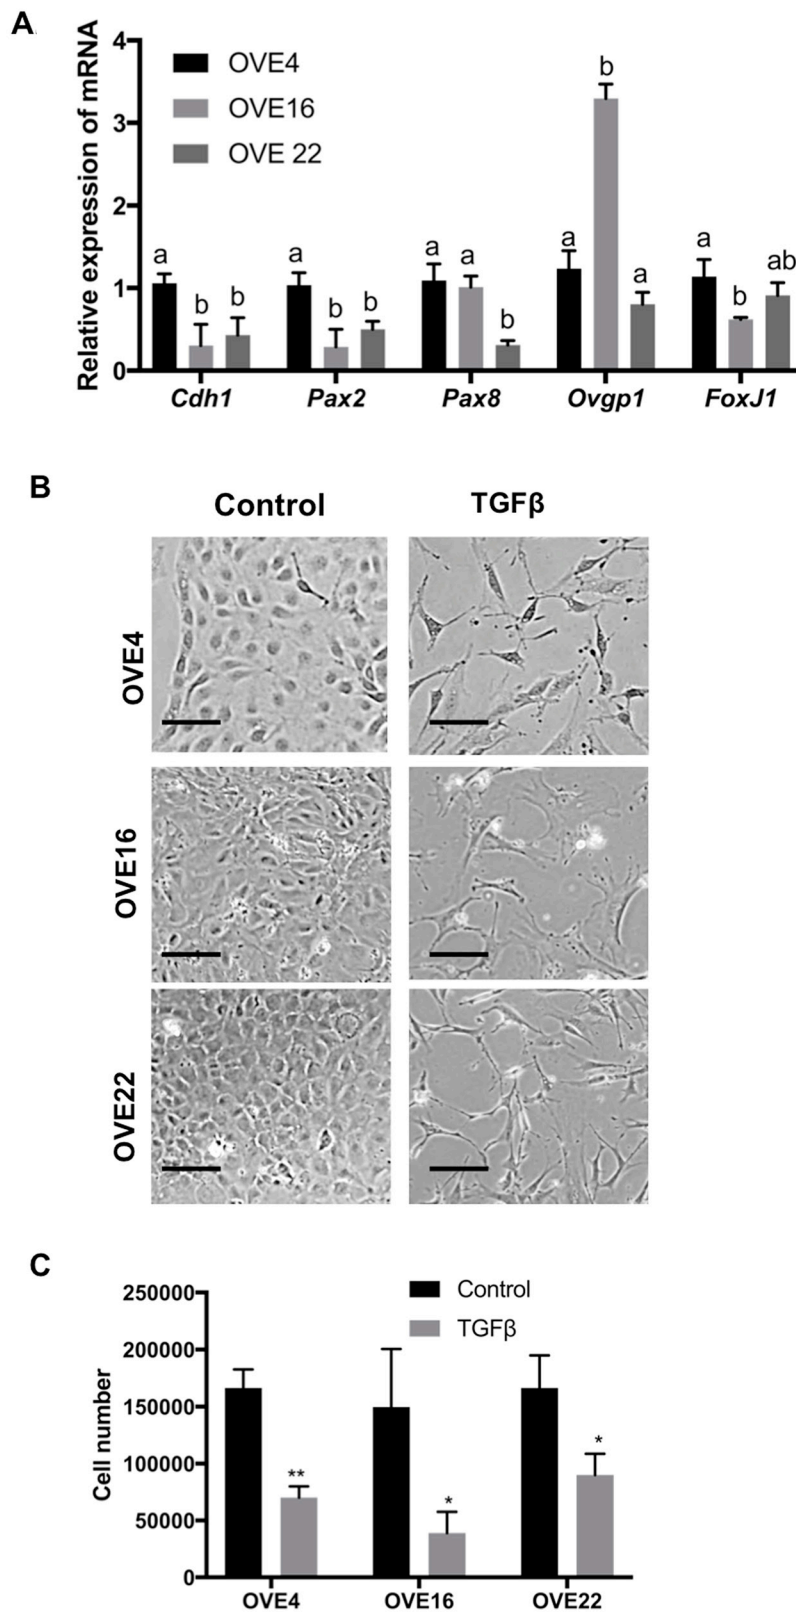 A
Relative expression of mRNA
4
3
2
1
0
OVE4
OVE16
OVE 22
a
b
b
a
b
b
a
a
b
a
b
a
a
b
ab
Cdh1
Pax2
Pax8
Ovgp1
FoxJ1
B
Control
TGFβ
OVE4
OVE16
OVE22
C
Cell number
250000
200000
150000
100000
50000
0
Control
TGFβ
**
*
*
OVE4
OVE16
OVE22